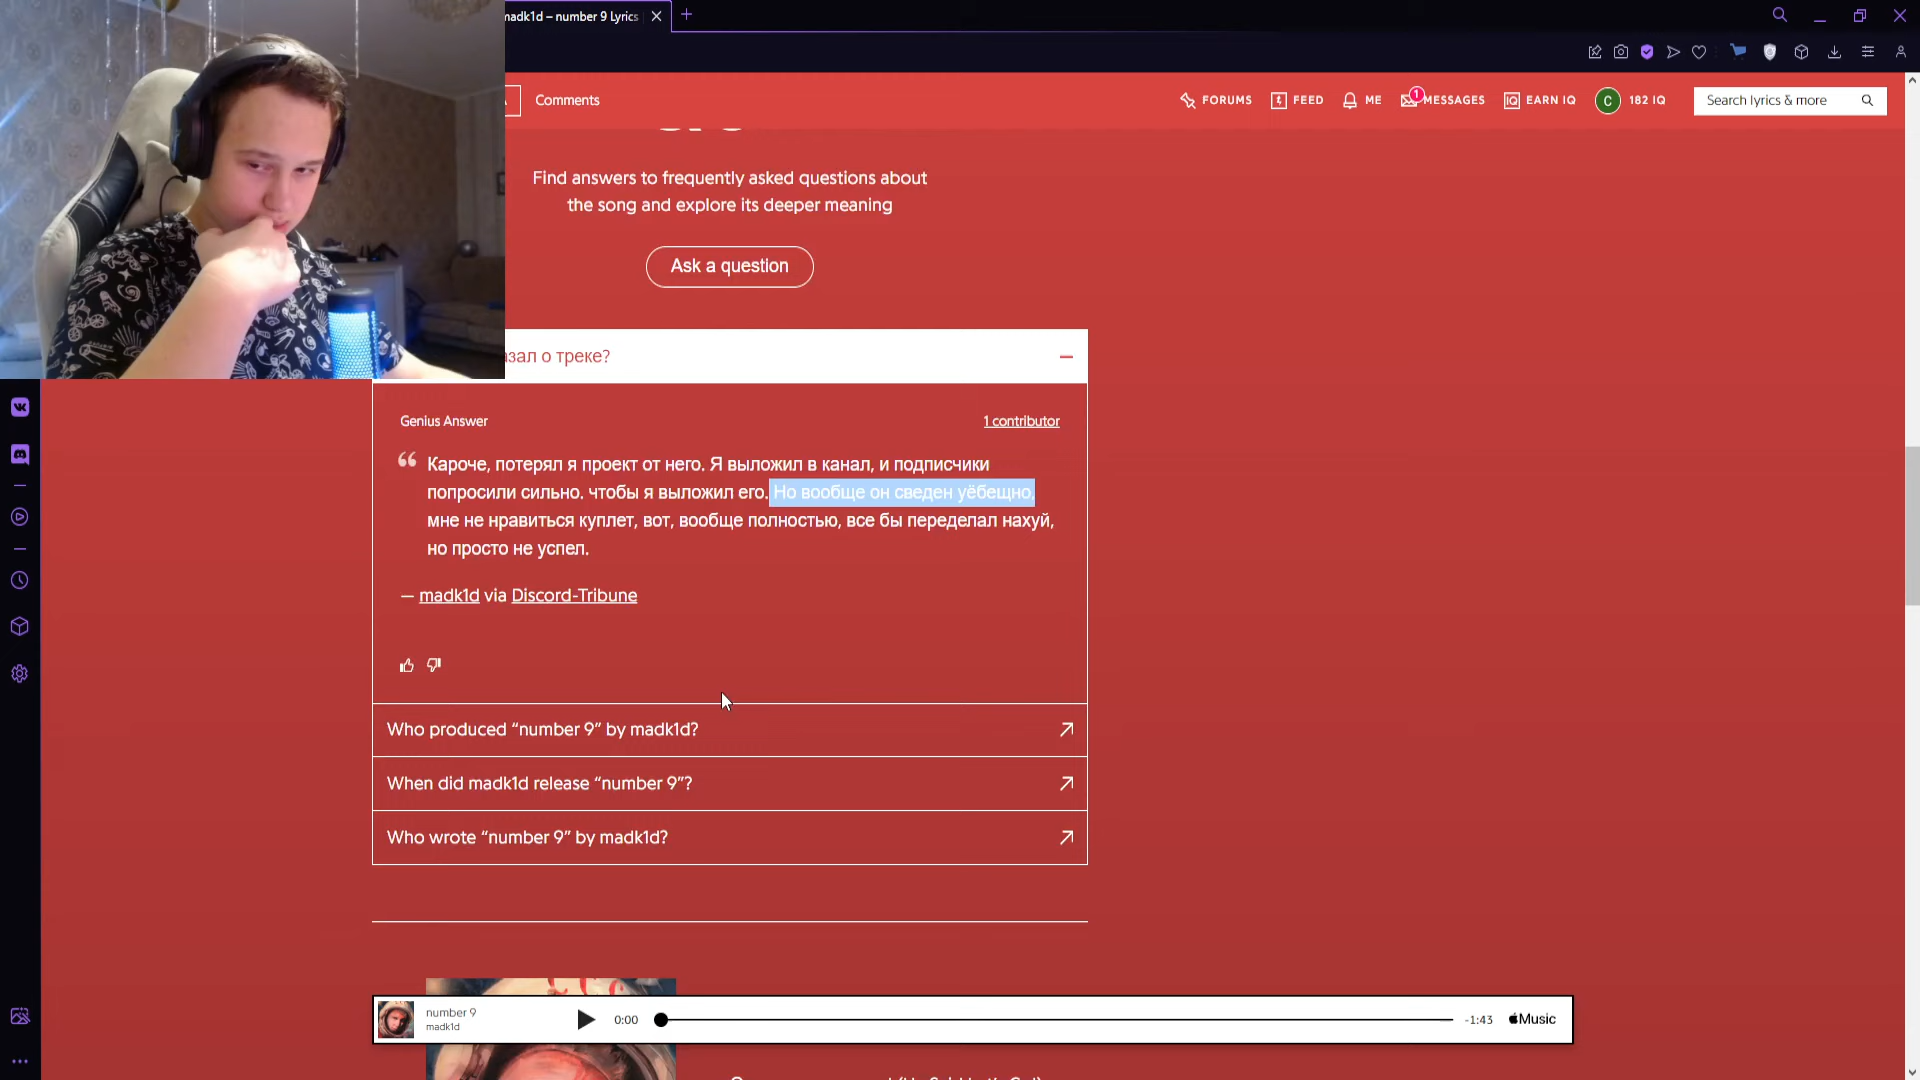 madk1d – number 9 Lyrics
Comments
FORUMS
FEED
ME
1
MESSAGES
EARN IQ
C
182 IQ
Search lyrics & more
Find answers to frequently asked questions about
the song and explore its deeper meaning
Ask a question
азал о треке?
Genius Answer
1 contributor
“ Кароче, потерял я проект от него. Я выложил в канал, и подписчики
попросили сильно. чтобы я выложил его. Но вообще он сведен уёбещно.
мне не нравиться куплет, вот, вообще полностью, все бы переделал нахуй,
но просто не успел.
— madk1d via Discord-Tribune
Who produced “number 9” by madk1d?
When did madk1d release “number 9”?
Who wrote “number 9” by madk1d?
number 9
madk1d
0:00
-1:43
Music